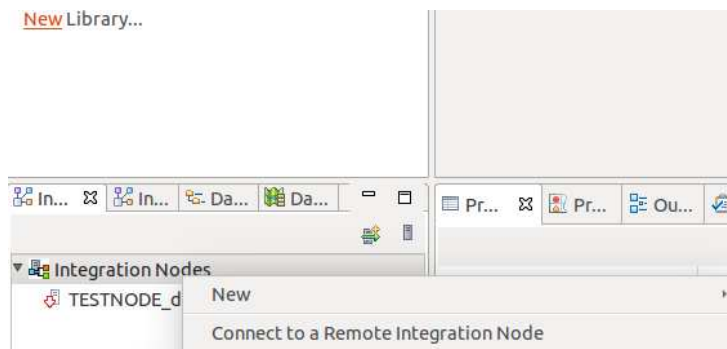 New Library...
In...
In...
Da...
Da...
Pr...
Pr...
Ou...
Integration Nodes
TESTNODE_d
New
Connect to a Remote Integration Node